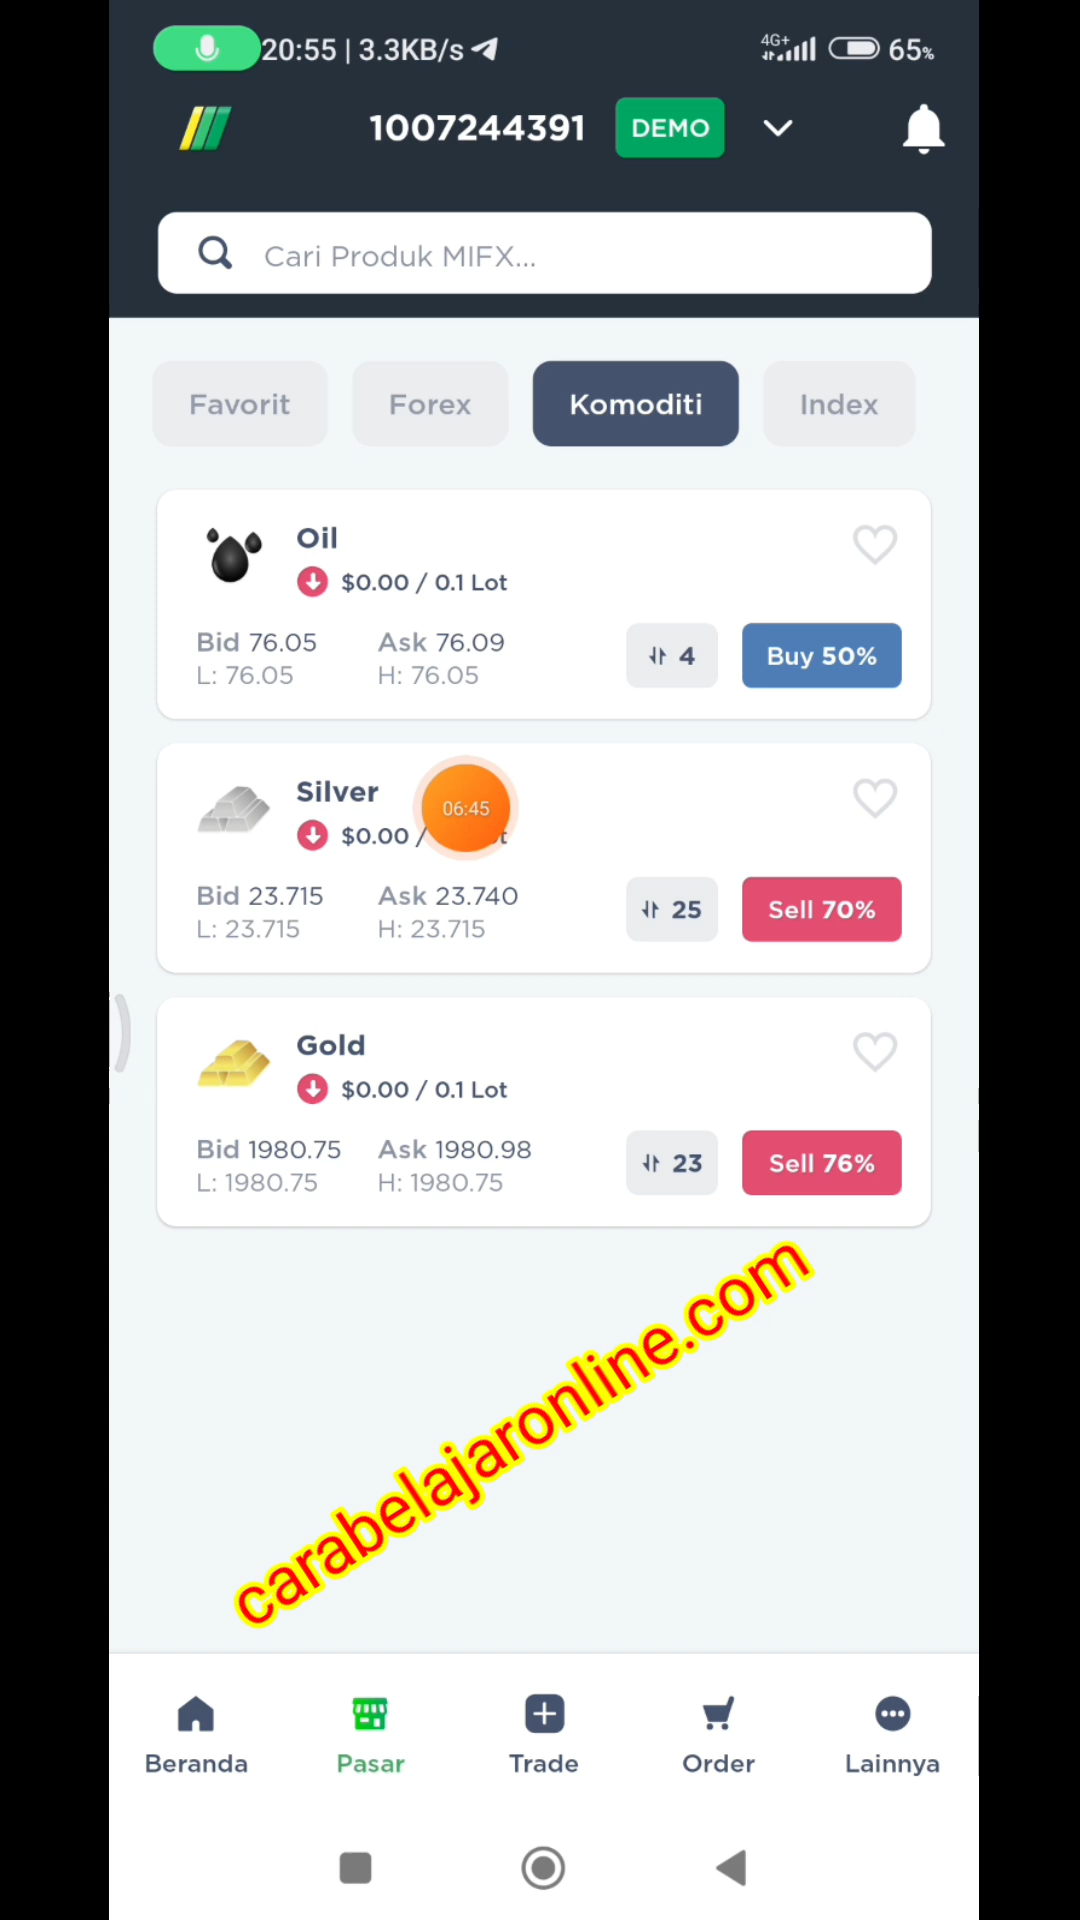 20:55 | 3.3KB/s 4G+ 65%
1007244391 DEMO
Cari Produk MIFX...
Favorit Forex Komoditi Index
Oil
$0.00 / 0.1 Lot
Bid 76.05 Ask 76.09 4 Buy 50%
L: 76.05 H: 76.05
Silver
06:45
$0.00 /
Bid 23.715 Ask 23.740 25 Sell 70%
L: 23.715 H: 23.715
Gold
$0.00 / 0.1 Lot
Bid 1980.75 Ask 1980.98 23 Sell 76%
L: 1980.75 H: 1980.75
carabelajaronline.com
Beranda Pasar Trade Order Lainnya